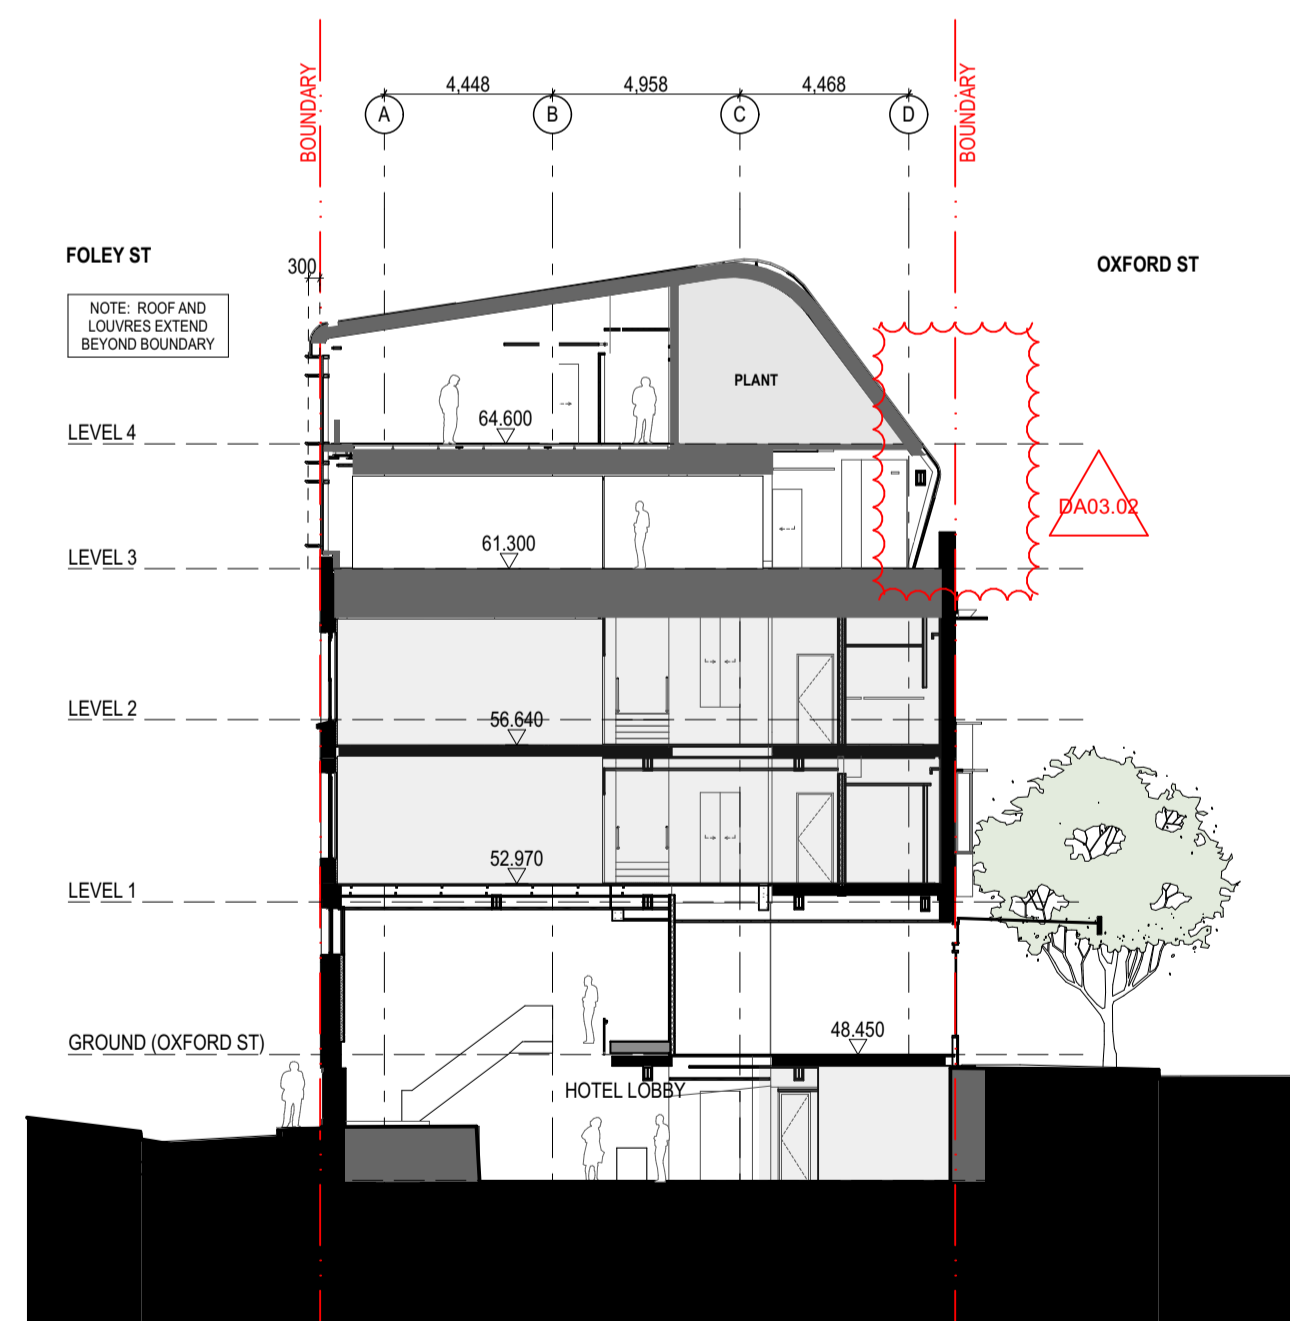 BOUNDARY
BOUNDARY
4,448
4,958
4,468
A
B
C
D
FOLEY ST
OXFORD ST
300
NOTE: ROOF AND
LOUVRES EXTEND
BEYOND BOUNDARY
PLANT
LEVEL 4
64.600
DA03.02
LEVEL 3
61.300
LEVEL 2
56.640
52.970
LEVEL 1
GROUND (OXFORD ST)
48.450
HOTEL LOBBY